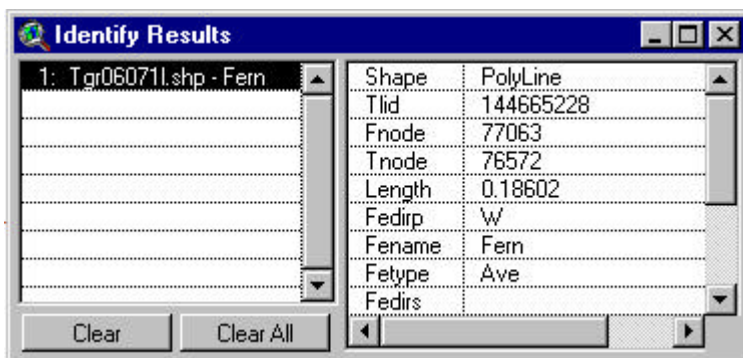 Identify Results
1: Tgr06071l.shp - Fern
Shape PolyLine
Tlid 144665228
Fnode 77063
Tnode 76572
Length 0.18602
Fedirp W
Fename Fern
Fetype Ave
Fedirs
Clear Clear All